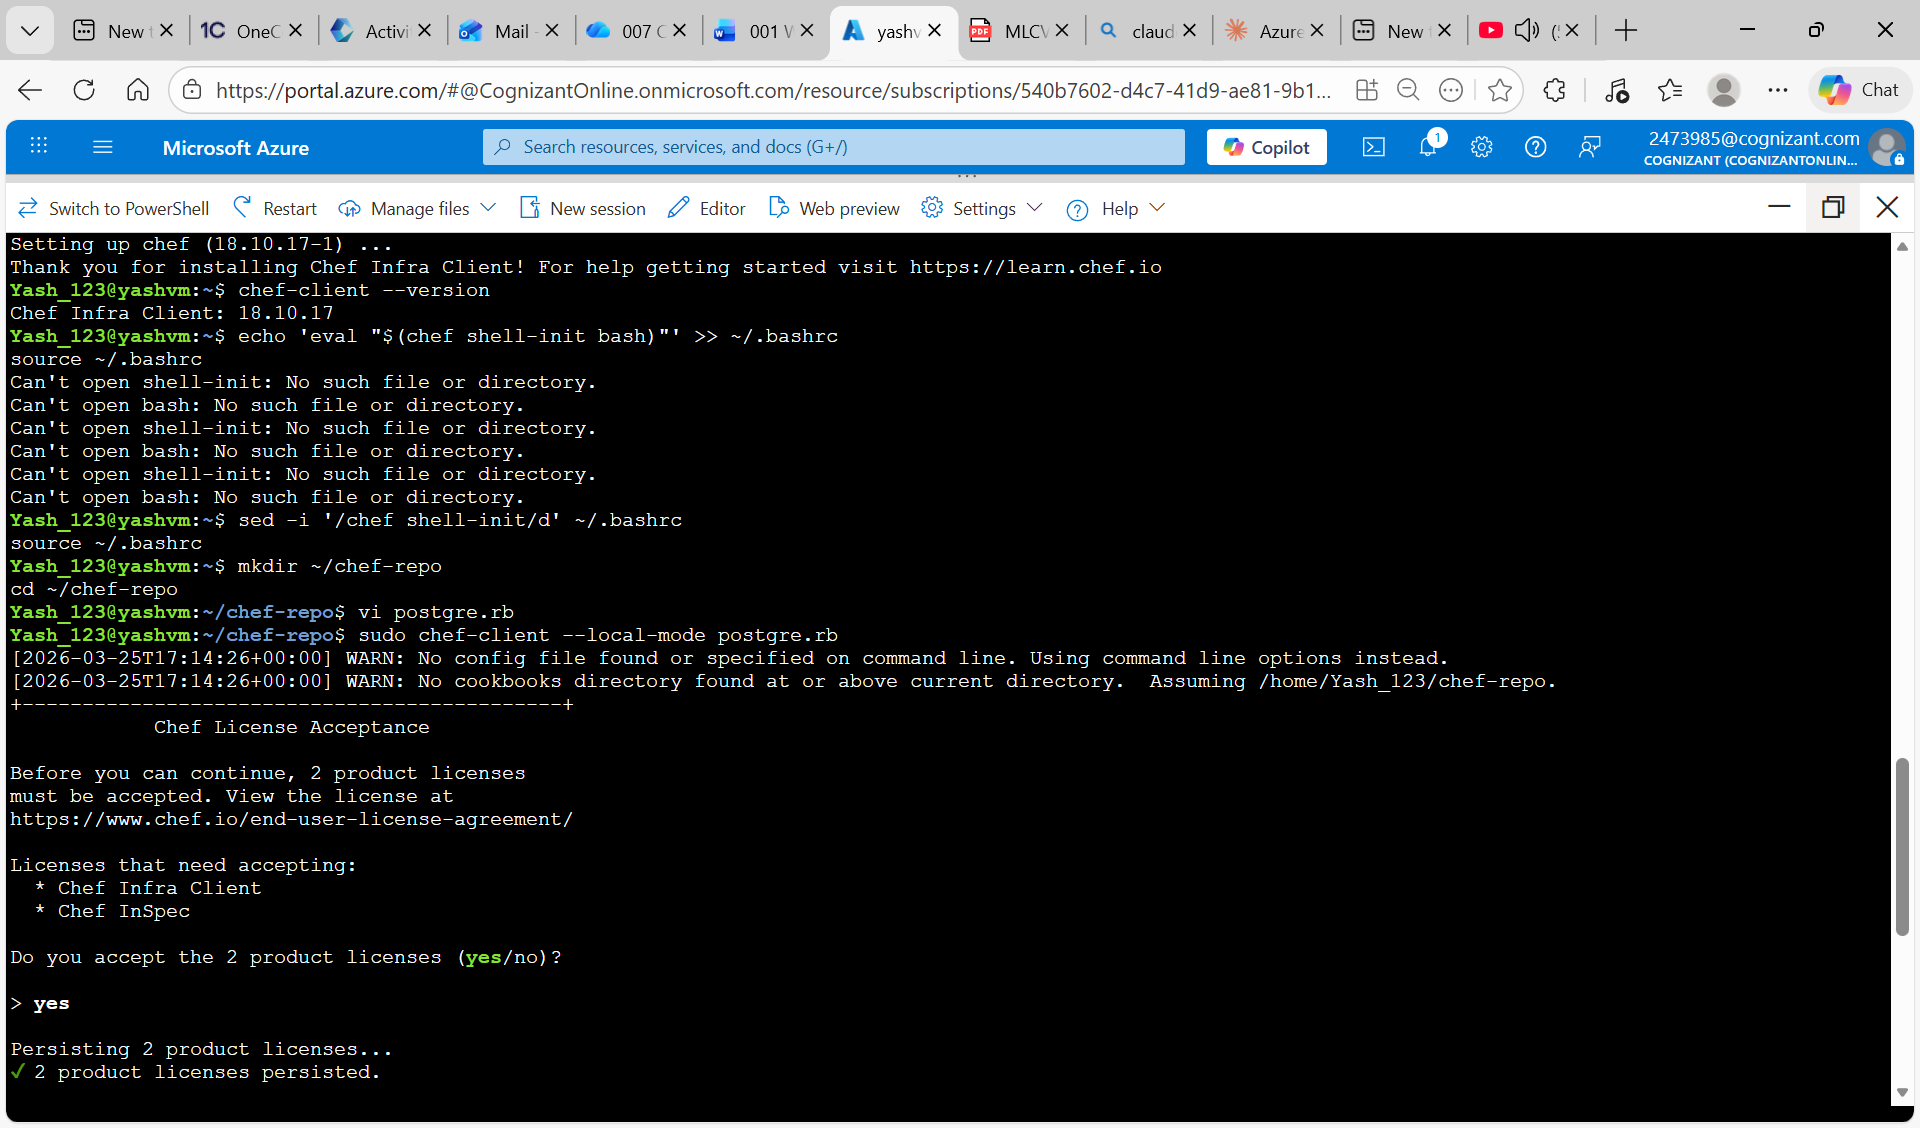 New t
OneC
Activi
Mail -
007 C
001 W
yashv
MLCV
claud
Azure
New t
(:
https://portal.azure.com/#@CognizantOnline.onmicrosoft.com/resource/subscriptions/540b7602-d4c7-41d9-ae81-9b1...
Chat
Microsoft Azure
Search resources, services, and docs (G+/)
Copilot
1
2473985@cognizant.com
COGNIZANT (COGNIZANTONLIN...
Switch to PowerShell
Restart
Manage files
New session
Editor
Web preview
Settings
Help
Setting up chef (18.10.17-1) ...
Thank you for installing Chef Infra Client! For help getting started visit https://learn.chef.io
Yash_123@yashvm:~$ chef-client --version
Chef Infra Client: 18.10.17
Yash_123@yashvm:~$ echo 'eval "$(chef shell-init bash)"' >> ~/.bashrc
source ~/.bashrc
Can't open shell-init: No such file or directory.
Can't open bash: No such file or directory.
Can't open shell-init: No such file or directory.
Can't open bash: No such file or directory.
Can't open shell-init: No such file or directory.
Can't open bash: No such file or directory.
Yash_123@yashvm:~$ sed -i '/chef shell-init/d' ~/.bashrc
source ~/.bashrc
Yash_123@yashvm:~$ mkdir ~/chef-repo
cd ~/chef-repo
Yash_123@yashvm:~/chef-repo$ vi postgre.rb
Yash_123@yashvm:~/chef-repo$ sudo chef-client --local-mode postgre.rb
[2026-03-25T17:14:26+00:00] WARN: No config file found or specified on command line. Using command line options instead.
[2026-03-25T17:14:26+00:00] WARN: No cookbooks directory found at or above current directory.  Assuming /home/Yash_123/chef-repo.
+---------------------------------------------+
Chef License Acceptance
Before you can continue, 2 product licenses
must be accepted. View the license at
https://www.chef.io/end-user-license-agreement/
Licenses that need accepting:
* Chef Infra Client
* Chef InSpec
Do you accept the 2 product licenses (yes/no)?
> yes
Persisting 2 product licenses...
✓ 2 product licenses persisted.